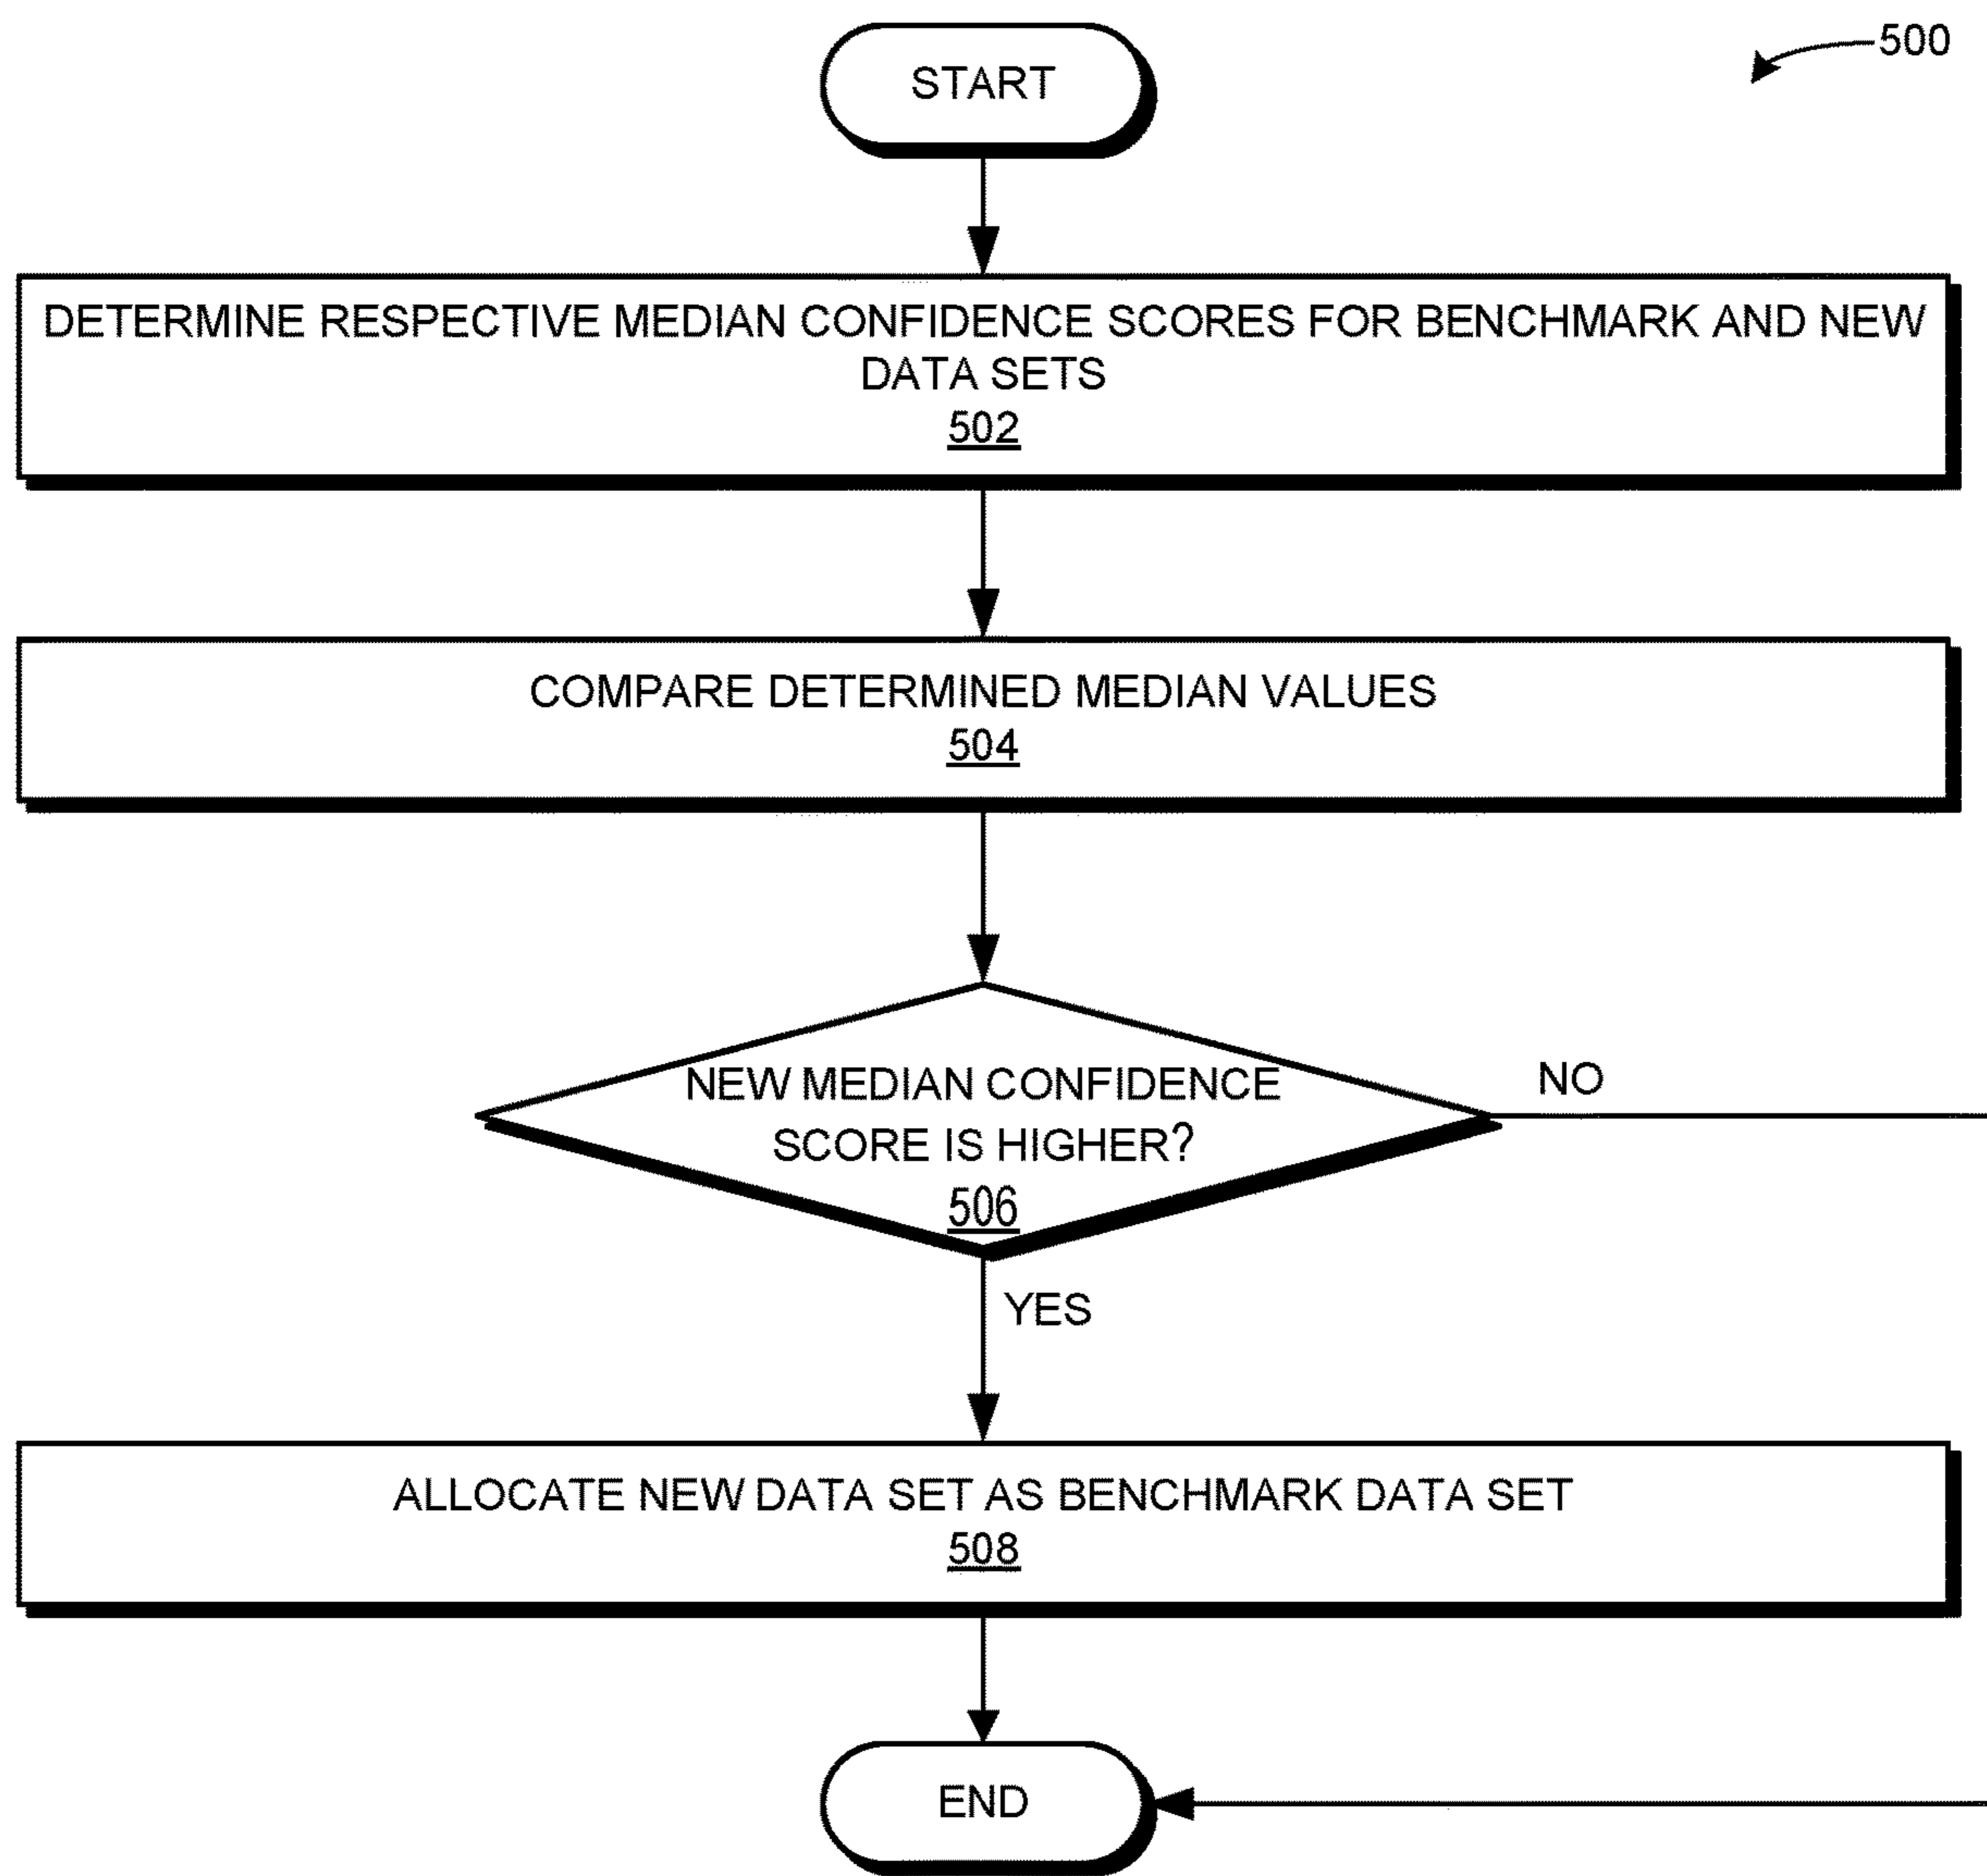 START
500
DETERMINE RESPECTIVE MEDIAN CONFIDENCE SCORES FOR BENCHMARK AND NEW
DATA SETS
502
COMPARE DETERMINED MEDIAN VALUES
504
NEW MEDIAN CONFIDENCE
SCORE IS HIGHER?
506
NO
YES
ALLOCATE NEW DATA SET AS BENCHMARK DATA SET
508
END